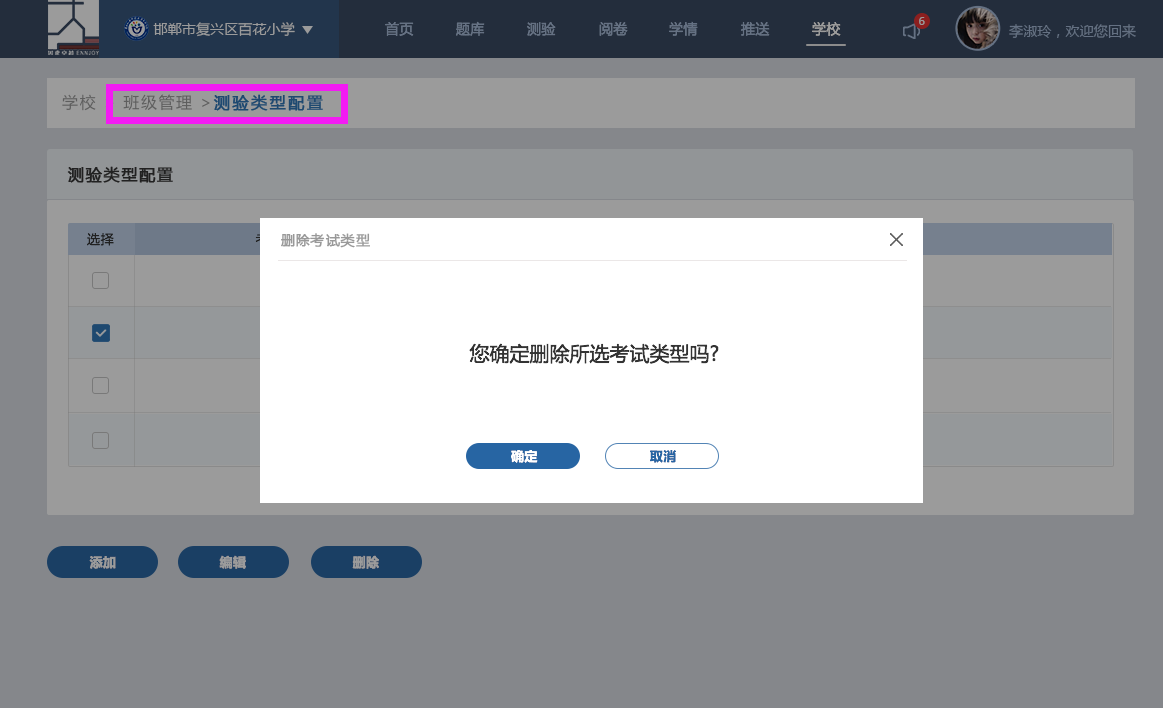 邯郸市复兴区百花小学 ▼ 首页 题库 测验 阅卷 学情 推送 学校 6 李淑玲，欢迎您回来
学校 班级管理 >测验类型配置
测验类型配置
选择
删除考试类型
您确定删除所选考试类型吗?
确定 取消
添加 编辑 删除